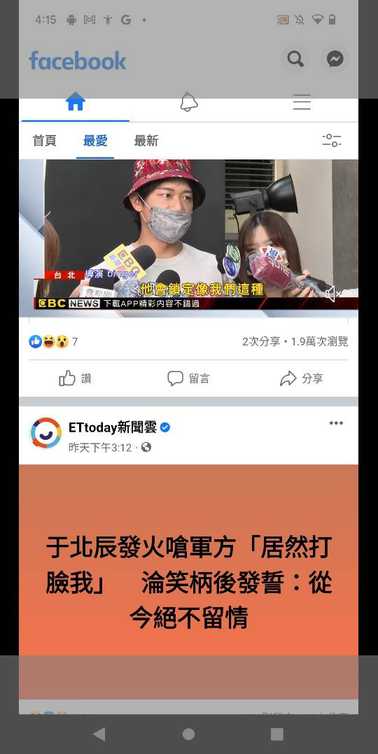 4:15
facebook
首頁
最愛
最新
台北
導演
他會鎖定像我們這種
EBC NEWS 下載APP精彩內容不錯過
7
2次分享・1.9萬次瀏覽
讚
留言
分享
ETtoday新聞雲
昨天下午3:12
于北辰發火嗆軍方「居然打
臉我」　淪笑柄後發誓：從
今絕不留情